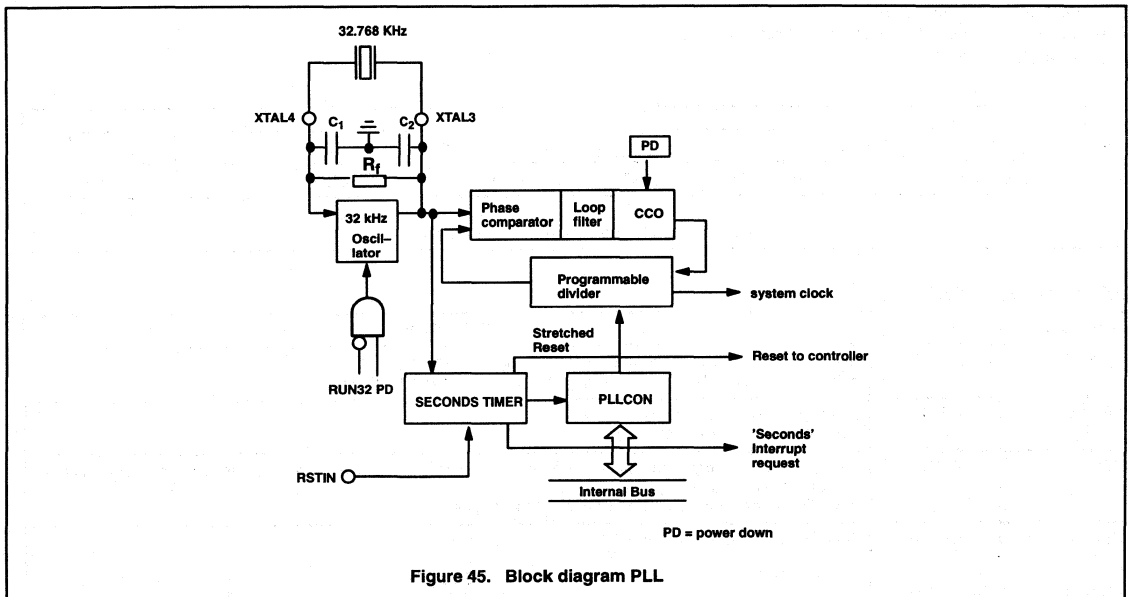 32.768 KHz
XTAL4
C1
C2
XTAL3
Rf
PD
32 kHz
Oscil–
lator
Phase
comparator
Loop
filter
CCO
Programmable
divider
system clock
Stretched
Reset
Reset to controller
RUN32 PD
SECONDS TIMER
PLLCON
'Seconds'
Interrupt
request
RSTIN
Internal Bus
PD = power down
Figure 45. Block diagram PLL